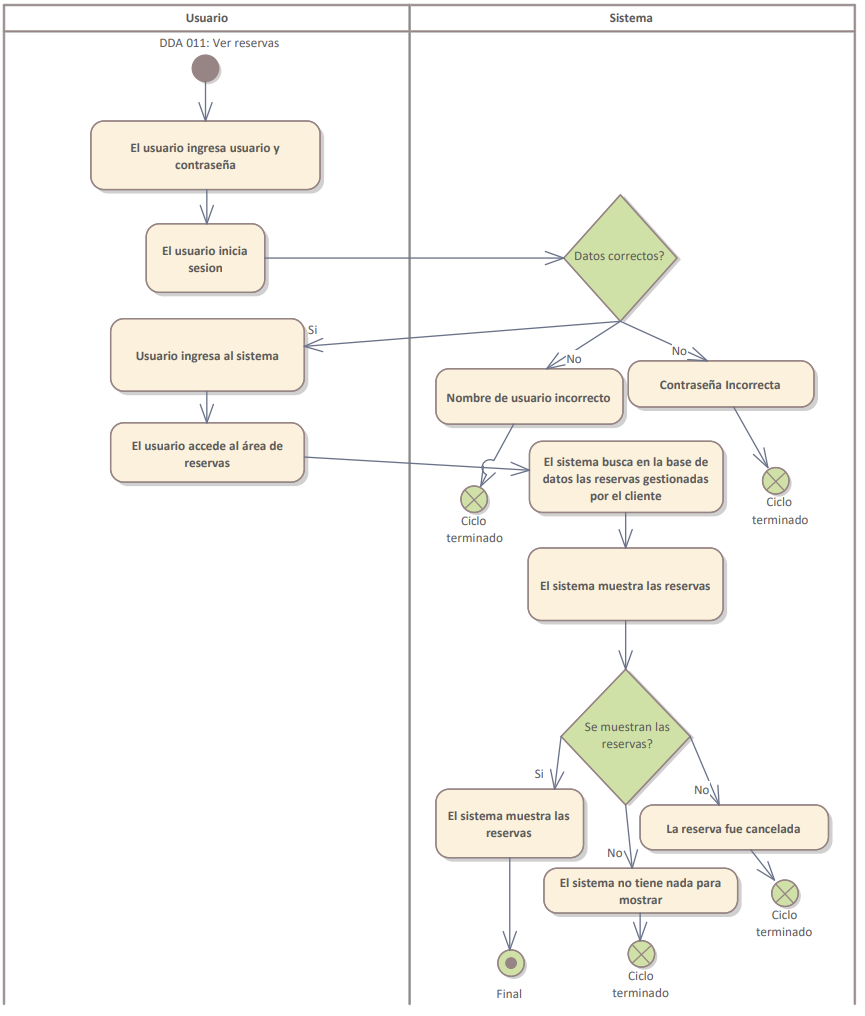 Usuario
Sistema
DDA 011: Ver reservas
El usuario ingresa usuario y
contraseña
El usuario inicia
sesion
Datos correctos?
Si
No
No
Usuario ingresa al sistema
Nombre de usuario incorrecto
Contraseña Incorrecta
El usuario accede al área de
reservas
El sistema busca en la base de
datos las reservas gestionadas
por el cliente
Ciclo
terminado
Ciclo
terminado
El sistema muestra las reservas
Se muestran las
reservas?
Si
No
No
El sistema muestra las
reservas
La reserva fue cancelada
El sistema no tiene nada para
mostrar
Ciclo
terminado
Final
Ciclo
terminado